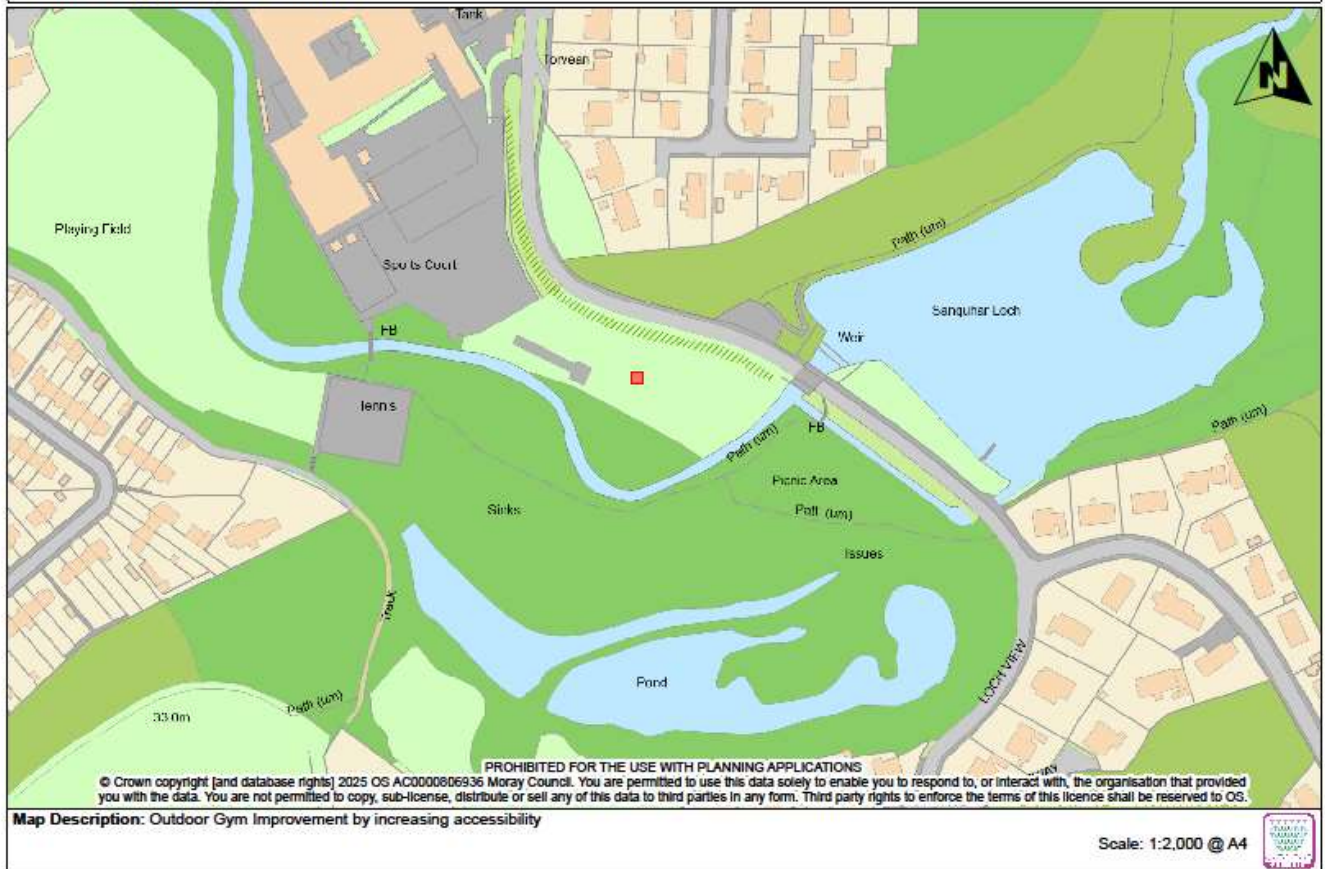 Tank
Torvean
N
Playing Field
Path (um)
Sports Court
Sanquhar Loch
FB
Weir
Tennis
Path (um)
FB
Path (um)
Picnic Area
Sinks
Path (um)
Issues
Track
LOCH VIEW
Pond
Path (um)
33.0m
PROHIBITED FOR THE USE WITH PLANNING APPLICATIONS
© Crown copyright [and database rights] 2025 OS AC0000806936 Moray Council. You are permitted to use this data solely to enable you to respond to, or interact with, the organisation that provided
you with the data. You are not permitted to copy, sub-license, distribute or sell any of this data to third parties in any form. Third party rights to enforce the terms of this licence shall be reserved to OS.
Map Description: Outdoor Gym Improvement by increasing accessibility
Scale: 1:2,000 @ A4